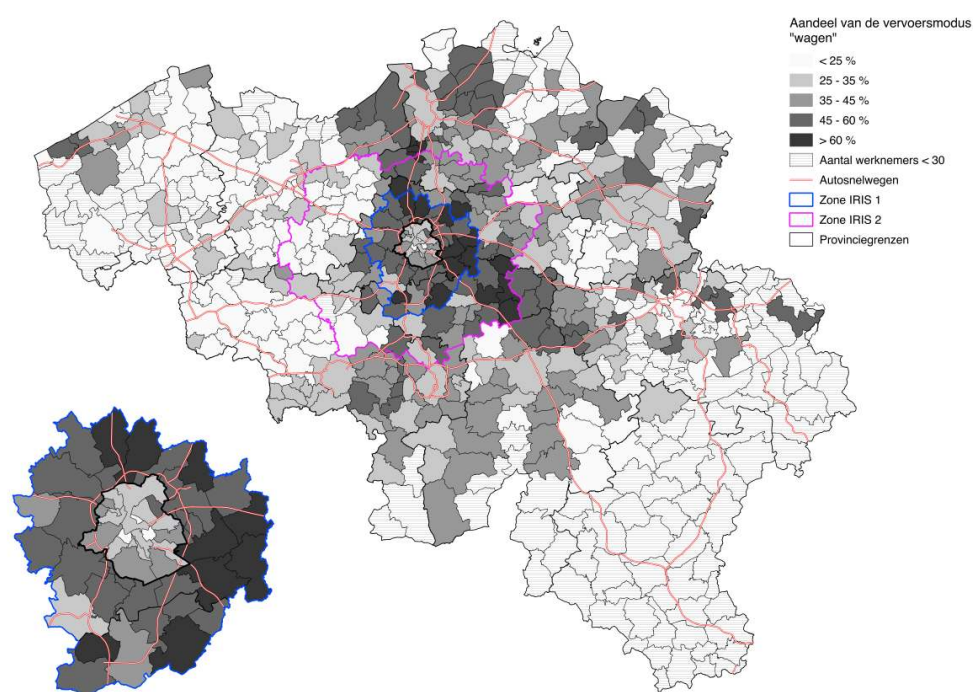 Aandeel van de vervoersmodus
"wagen"
< 25 %
25 - 35 %
35 - 45 %
45 - 60 %
> 60 %
Aantal werknemers < 30
Autosnelwegen
Zone IRIS 1
Zone IRIS 2
Provinciegrenzen